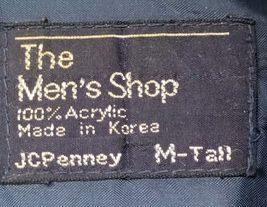 The
Men's Shop
100% Acrylic
Made in Korea
JCPenney M-Tall